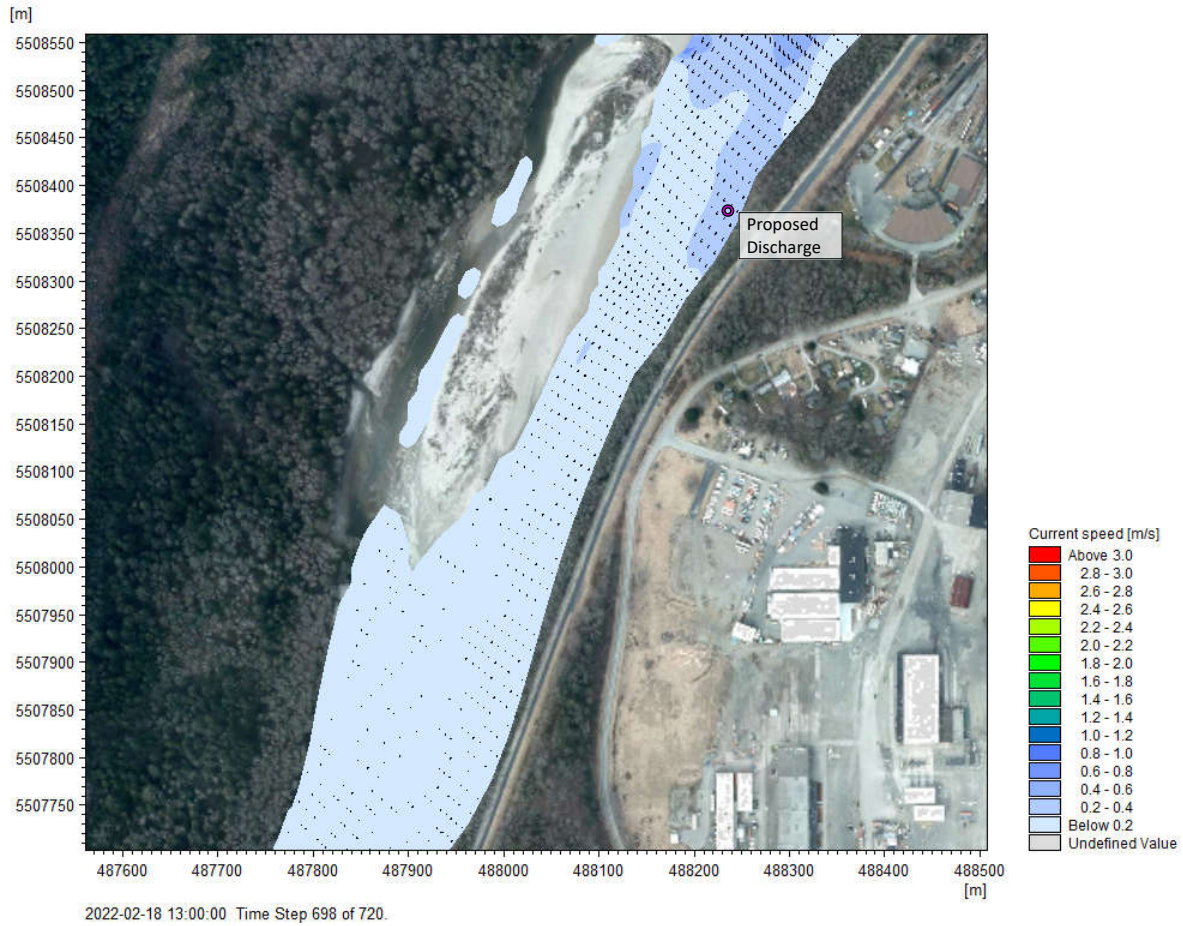 [m]
5508550
5508500
5508450
5508400
5508350
5508300
5508250
5508200
5508150
5508100
5508050
5508000
5507950
5507900
5507850
5507800
5507750
Proposed
Discharge
Current speed [m/s]
Above 3.0
2.8 - 3.0
2.6 - 2.8
2.4 - 2.6
2.2 - 2.4
2.0 - 2.2
1.8 - 2.0
1.6 - 1.8
1.4 - 1.6
1.2 - 1.4
1.0 - 1.2
0.8 - 1.0
0.6 - 0.8
0.4 - 0.6
0.2 - 0.4
Below 0.2
Undefined Value
487600 487700 487800 487900 488000 488100 488200 488300 488400 488500
[m]
2022-02-18 13:00:00 Time Step 698 of 720.